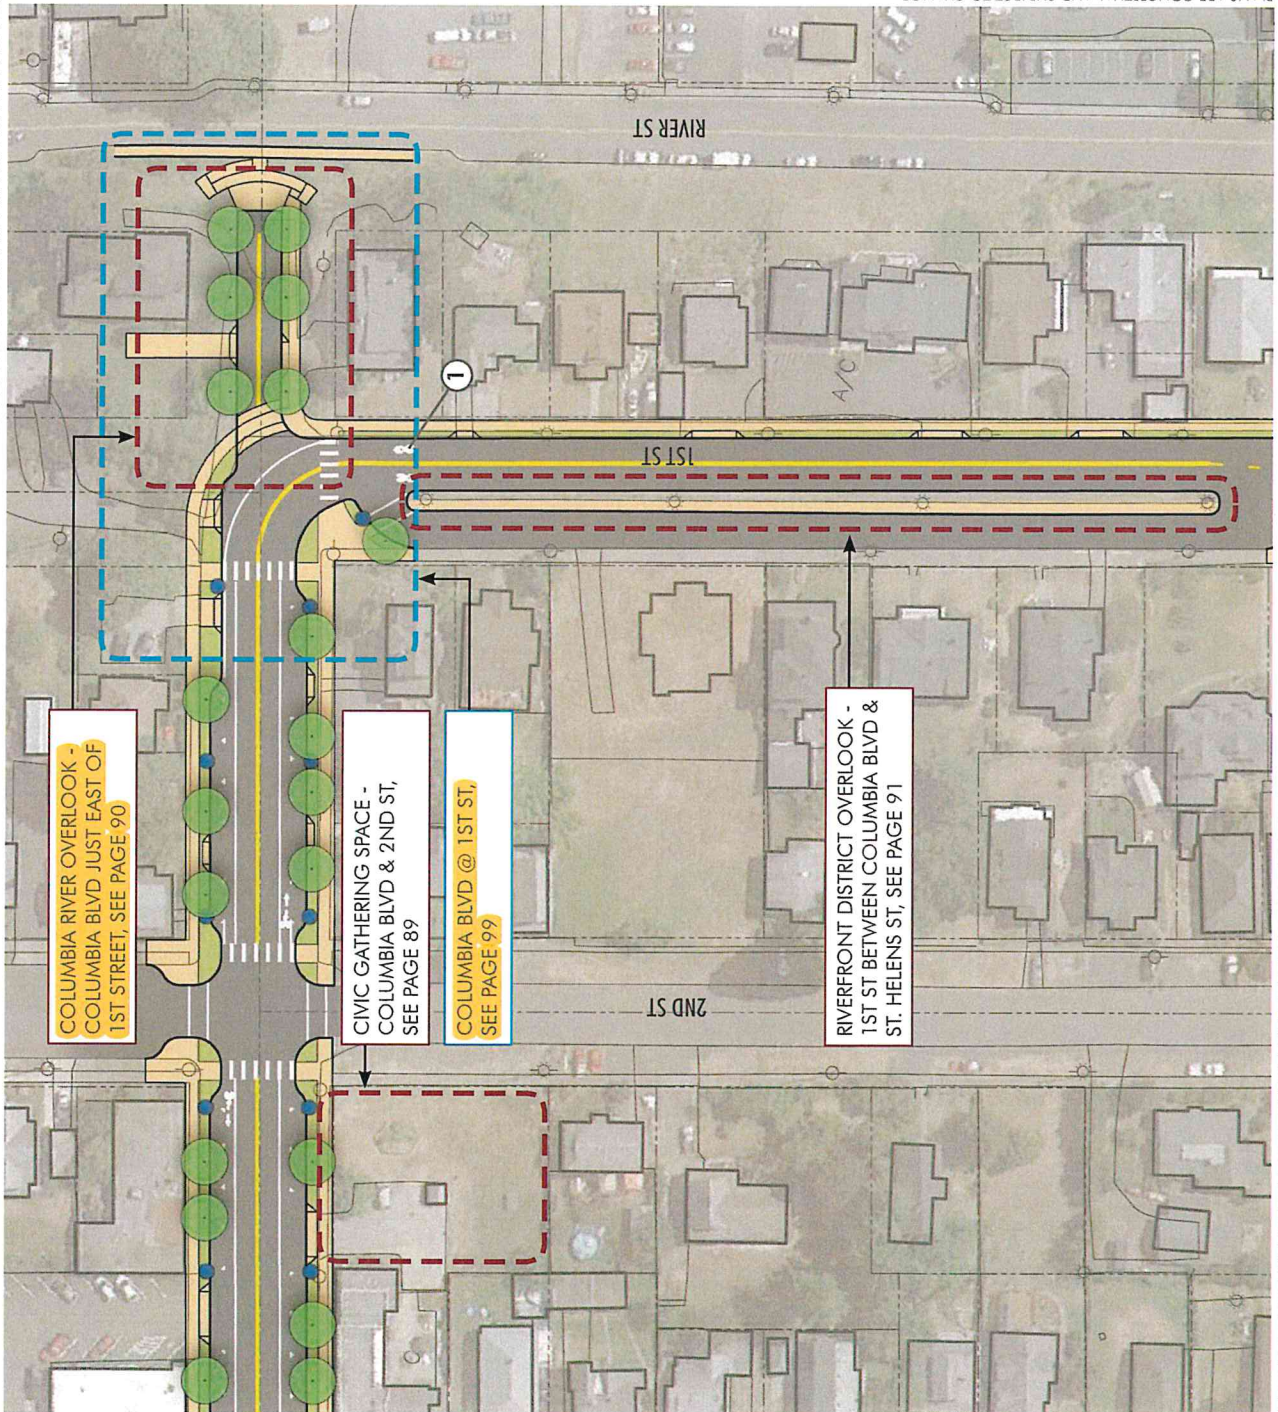 COLUMBIA RIVER OVERLOOK -
COLUMBIA BLVD JUST EAST OF
1ST STREET, SEE PAGE 90
CIVIC GATHERING SPACE -
COLUMBIA BLVD & 2ND ST,
SEE PAGE 89
COLUMBIA BLVD @ 1ST ST,
SEE PAGE 99
RIVERFRONT DISTRICT OVERLOOK -
1ST ST BETWEEN COLUMBIA BLVD &
ST. HELENS ST, SEE PAGE 91
RIVER ST
1ST ST
2ND ST
A/C
1